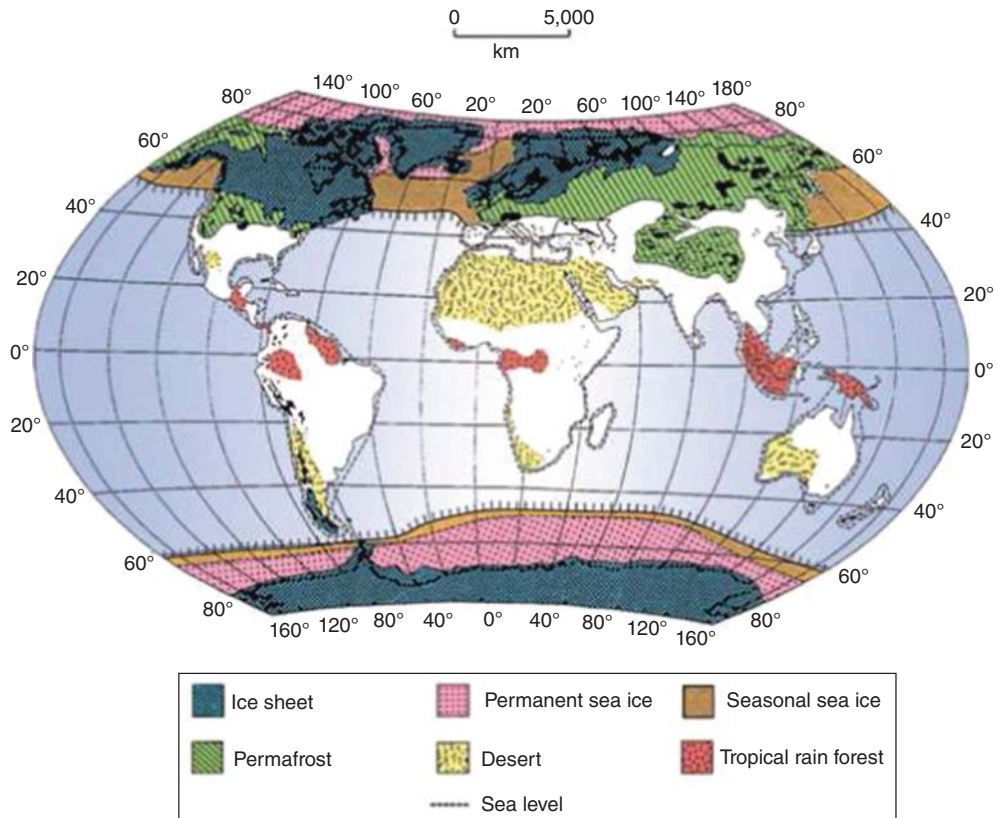 0 5,000
km
140° 100° 60° 20° 20° 60° 100° 140° 180°
80° 80°
60° 60°
40° 40°
20° 20°
0° 0°
20° 20°
40° 40°
60° 60°
80° 80°
160° 120° 80° 40° 0° 40° 80° 120° 160°
Ice sheet Permanent sea ice Seasonal sea ice
Permafrost Desert Tropical rain forest
Sea level